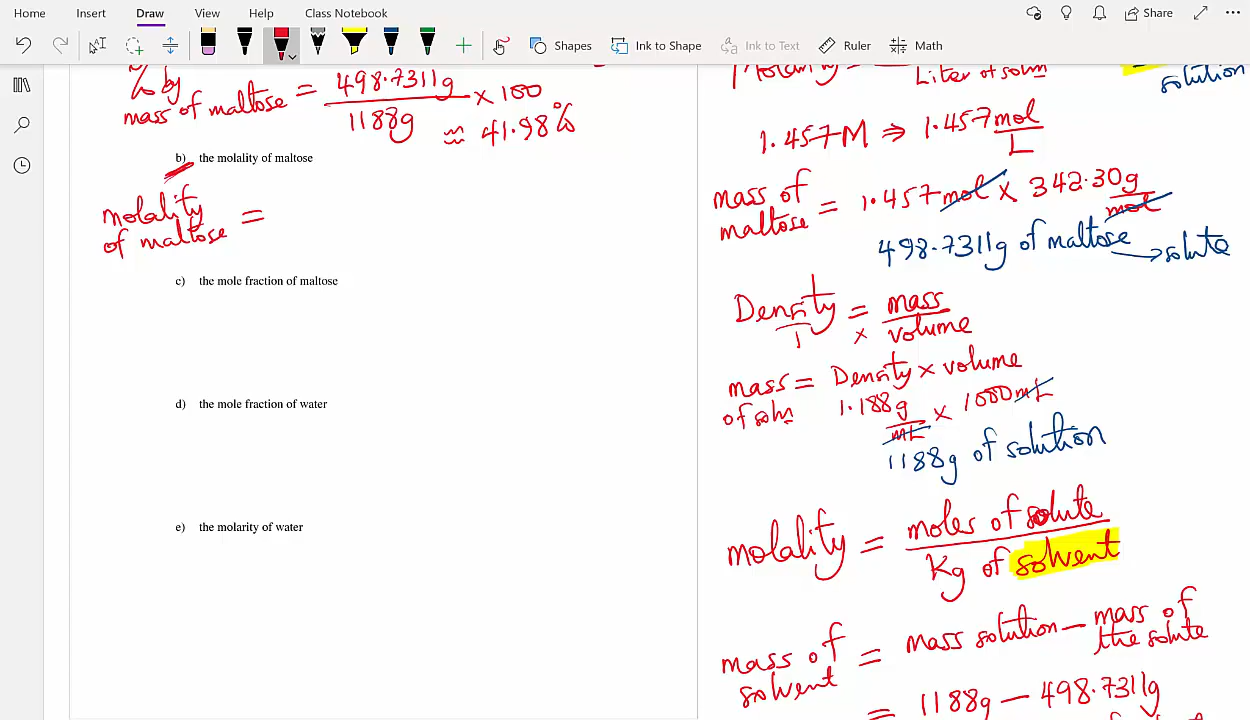 Home Insert Draw View Help Class Notebook Share
Shapes Ink to Shape Ink to Text Ruler Math
% by
mass of maltose = 498.7311g / 1188g × 100
≈ 41.98%
b) the molality of maltose
molality
of maltose =
c) the mole fraction of maltose
d) the mole fraction of water
e) the molarity of water
Molarity =
Liter of soln
solution
1.457M ⇒ 1.457 mol / L
mass of
maltose = 1.457 mol × 342.30g / mol
498.7311g of maltose → solute
Density / 1 = mass / volume
mass = Density × volume
of soln 1.188g / mL × 1000mL
1188g of solution
molality = moles of solute / Kg of solvent
mass of
solvent = mass solution – mass of
the solute
= 1188g – 498.7311g